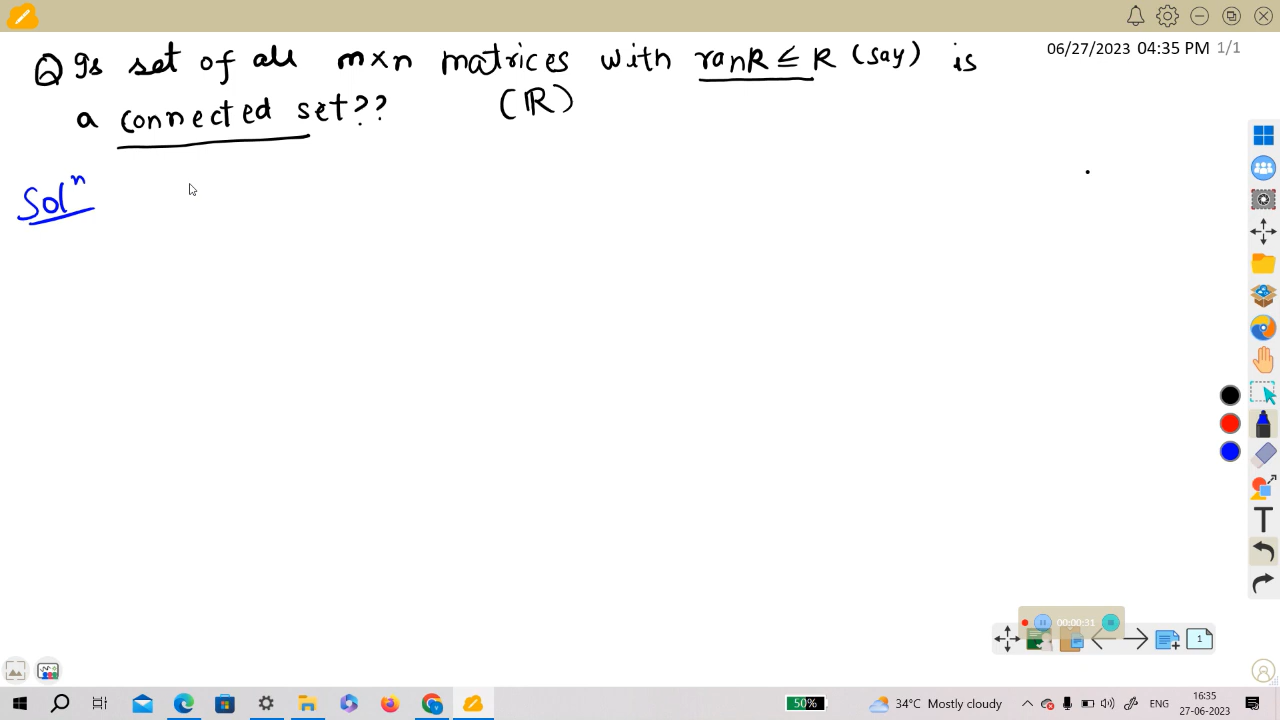 06/27/2023 04:35 PM 1/1
Q Is set of all m×n matrices with rank ≤ k (say) is
a connected set?? (ℝ)
Solⁿ
00:00:31
T
1
50%
34°C Mostly cloudy
ENG
16:35
27-06-2023